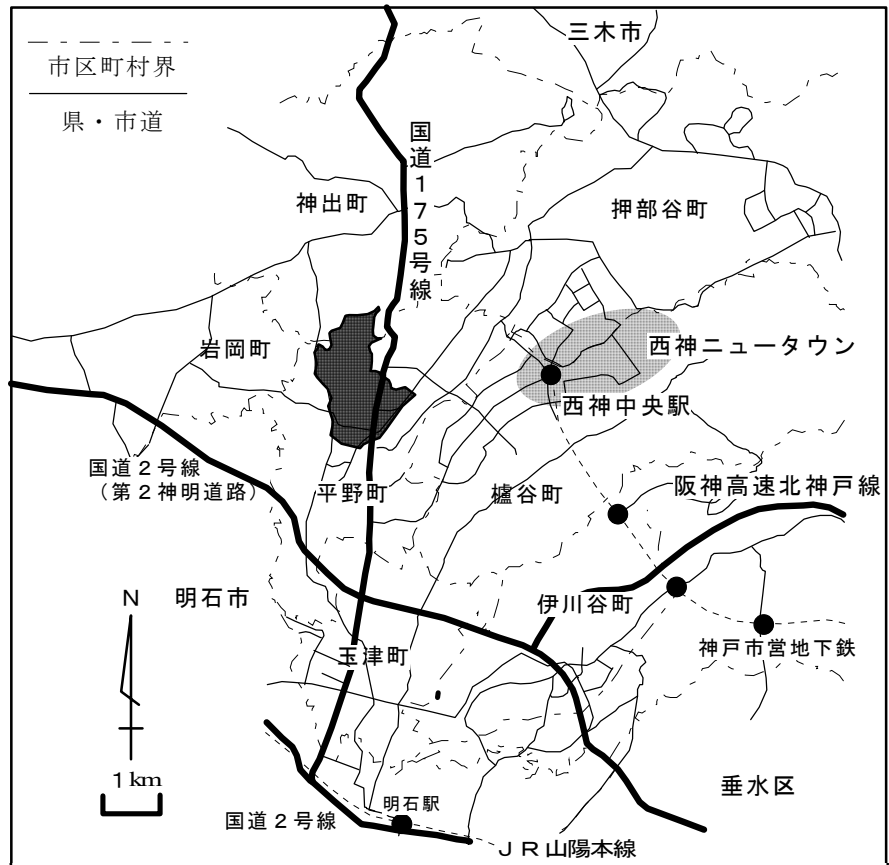 三木市
市区町村界
県・市道
国道175号線
神出町
押部谷町
岩岡町
西神ニュータウン
西神中央駅
国道2号線
(第2神明道路)
平野町
櫨谷町
阪神高速北神戸線
N
明石市
伊川谷町
神戸市営地下鉄
玉津町
1km
垂水区
明石駅
国道2号線
JR山陽本線